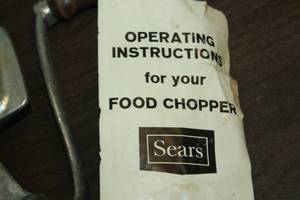 OPERATING
INSTRUCTIONS
for your
FOOD CHOPPER
Sears